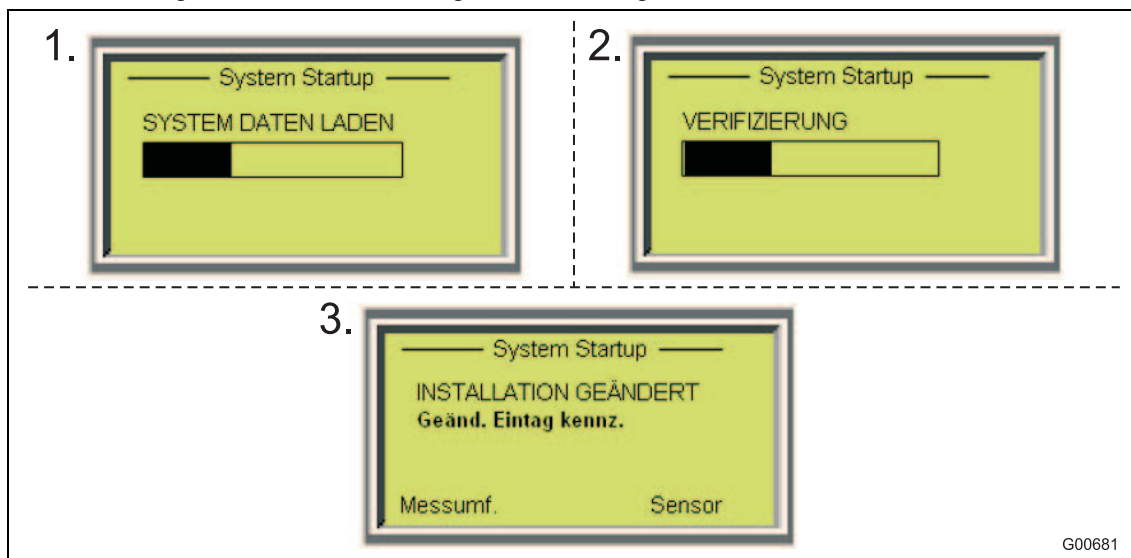 1.
System Startup
SYSTEM DATEN LADEN
2.
System Startup
VERIFIZIERUNG
3.
System Startup
INSTALLATION GEÄNDERT
Geänd. Eintag kennz.
Messumf. Sensor
G00681